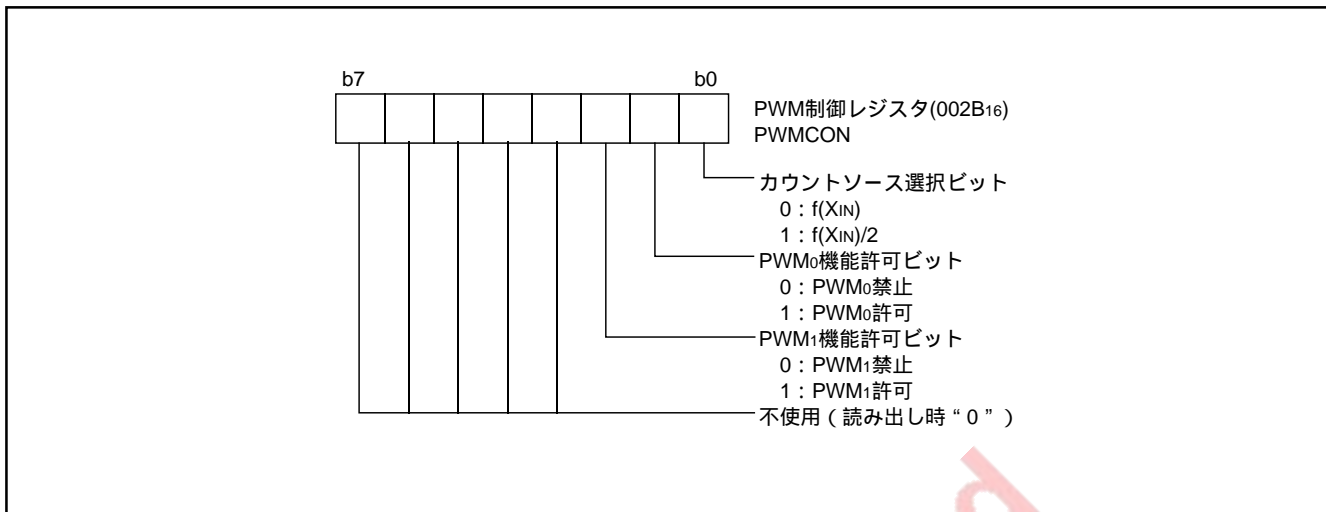 b7 b0
PWM制御レジスタ(002B16)
PWMCON
カウントソース選択ビット
0：f(XIN)
1：f(XIN)/2
PWM0機能許可ビット
0：PWM0禁止
1：PWM0許可
PWM1機能許可ビット
0：PWM1禁止
1：PWM1許可
不使用（読み出し時“0”）